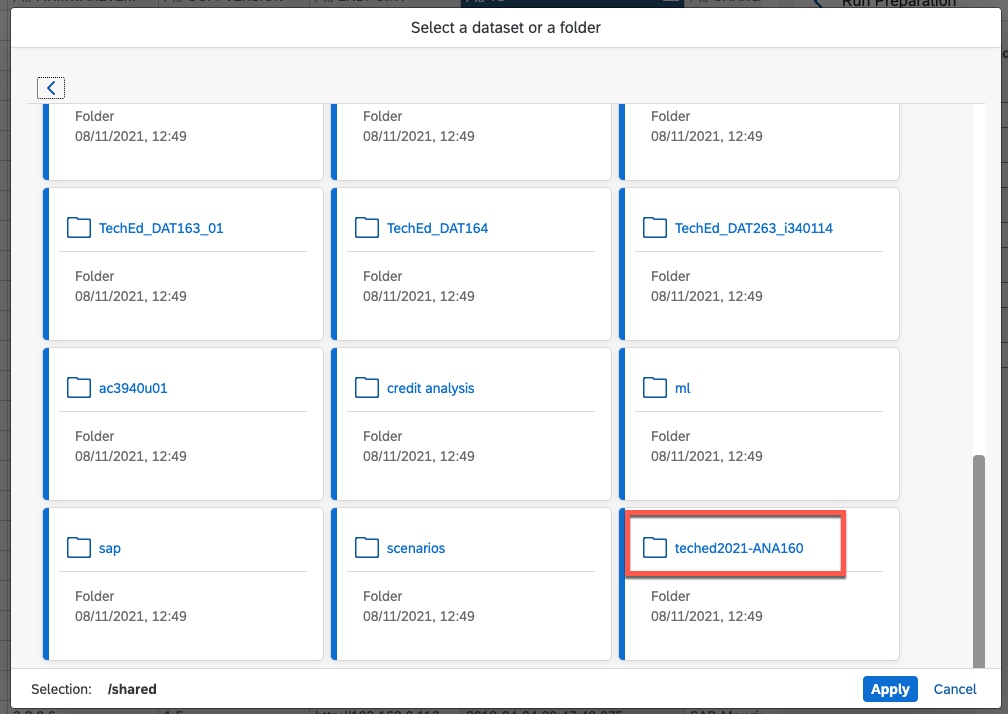 Run Preparation
Select a dataset or a folder
Folder
08/11/2021, 12:49
Folder
08/11/2021, 12:49
Folder
08/11/2021, 12:49
TechEd_DAT163_01
Folder
08/11/2021, 12:49
TechEd_DAT164
Folder
08/11/2021, 12:49
TechEd_DAT263_i340114
Folder
08/11/2021, 12:49
ac3940u01
Folder
08/11/2021, 12:49
credit analysis
Folder
08/11/2021, 12:49
ml
Folder
08/11/2021, 12:49
sap
Folder
08/11/2021, 12:49
scenarios
Folder
08/11/2021, 12:49
teched2021-ANA160
Folder
08/11/2021, 12:49
Selection: /shared
Apply
Cancel